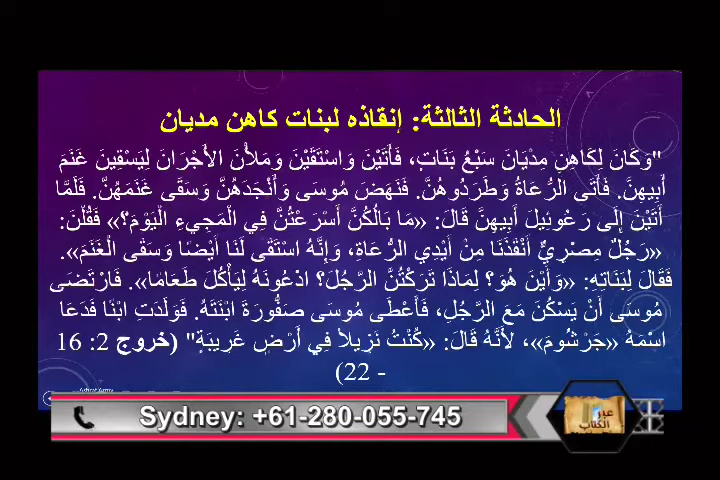 الحادثة الثالثة: إنقاذه لبنات كاهن مديان
"وَكَانَ لِكَاهِنِ مِدْيَانَ سَبْعُ بَنَاتٍ، فَأَتَيْنَ وَاسْتَقَيْنَ وَمَلأْنَ الأَجْرَانَ لِيَسْقِينَ غَنَمَ
أَبِيهِنَّ. فَأَتَى الرُّعَاةُ وَطَرَدُوهُنَّ. فَنَهَضَ مُوسَى وَأَنْجَدَهُنَّ وَسَقَى غَنَمَهُنَّ. فَلَمَّا
أَتَيْنَ إِلَى رَعُوئِيلَ أَبِيهِنَّ قَالَ: «مَا بَالُكُنَّ أَسْرَعْتُنَّ فِي الْمَجِيءِ الْيَوْمَ؟» فَقُلْنَ:
«رَجُلٌ مِصْرِيٌّ أَنْقَذَنَا مِنْ أَيْدِي الرُّعَاةِ، وَإِنَّهُ اسْتَقَى لَنَا أَيْضًا وَسَقَى الْغَنَمَ».
فَقَالَ لِبَنَاتِهِ: «وَأَيْنَ هُوَ؟ لِمَاذَا تَرَكْتُنَّ الرَّجُلَ؟ ادْعُونَهُ لِيَأْكُلَ طَعَامًا». فَارْتَضَى
مُوسَى أَنْ يَسْكُنَ مَعَ الرَّجُلِ، فَأَعْطَى مُوسَى صَفُّورَةَ ابْنَتَهُ. فَوَلَدَتِ ابْنًا فَدَعَا
اسْمَهُ «جَرْشُومَ»، لأَنَّهُ قَالَ: «كُنْتُ نَزِيلاً فِي أَرْضٍ غَرِيبَةٍ" (خروج 2: 16
- 22)
Sydney: +61-280-055-745
عبر
الكتاب